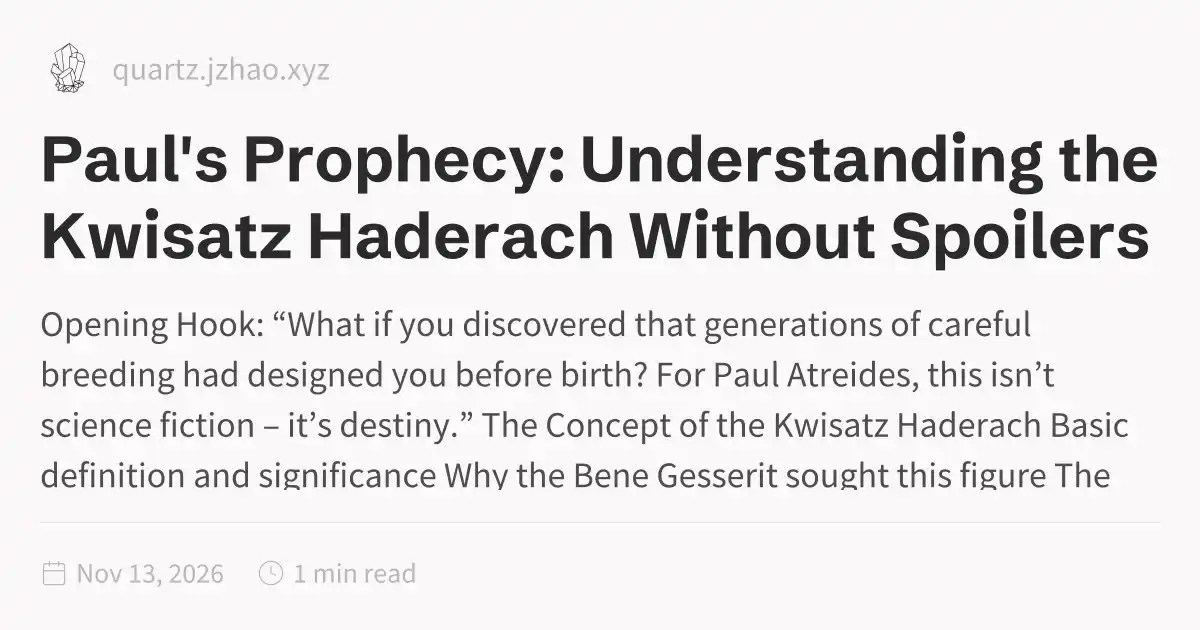 quartz.jzhao.xyz
Paul's Prophecy: Understanding the
Kwisatz Haderach Without Spoilers
Opening Hook: “What if you discovered that generations of careful
breeding had designed you before birth? For Paul Atreides, this isn’t
science fiction – it’s destiny.” The Concept of the Kwisatz Haderach Basic
definition and significance Why the Bene Gesserit sought this figure The
Nov 13, 2026
1 min read